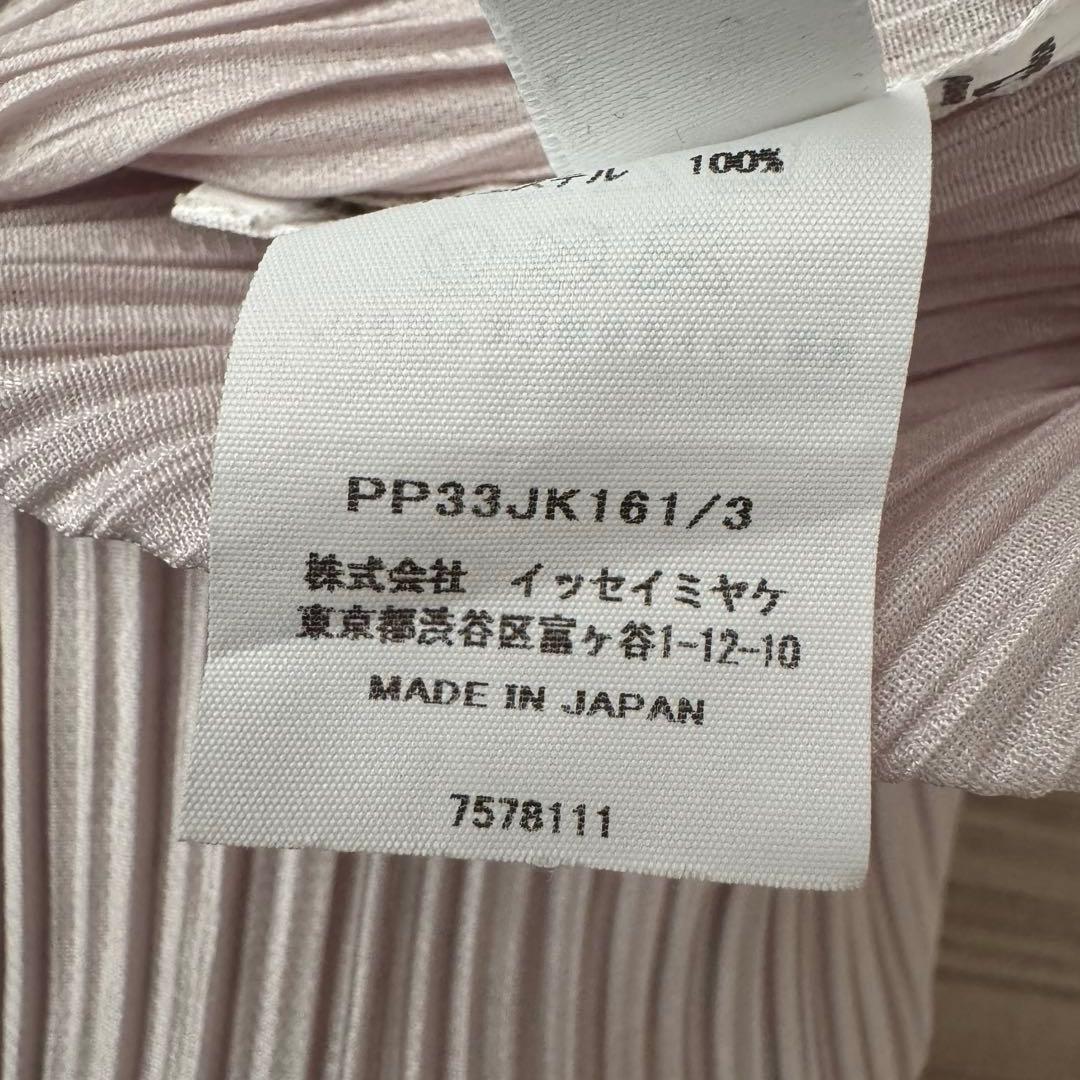 100%
PP33JK161/3
株式会社 イッセイミヤケ
東京都渋谷区富ヶ谷1-12-10
MADE IN JAPAN
7578111